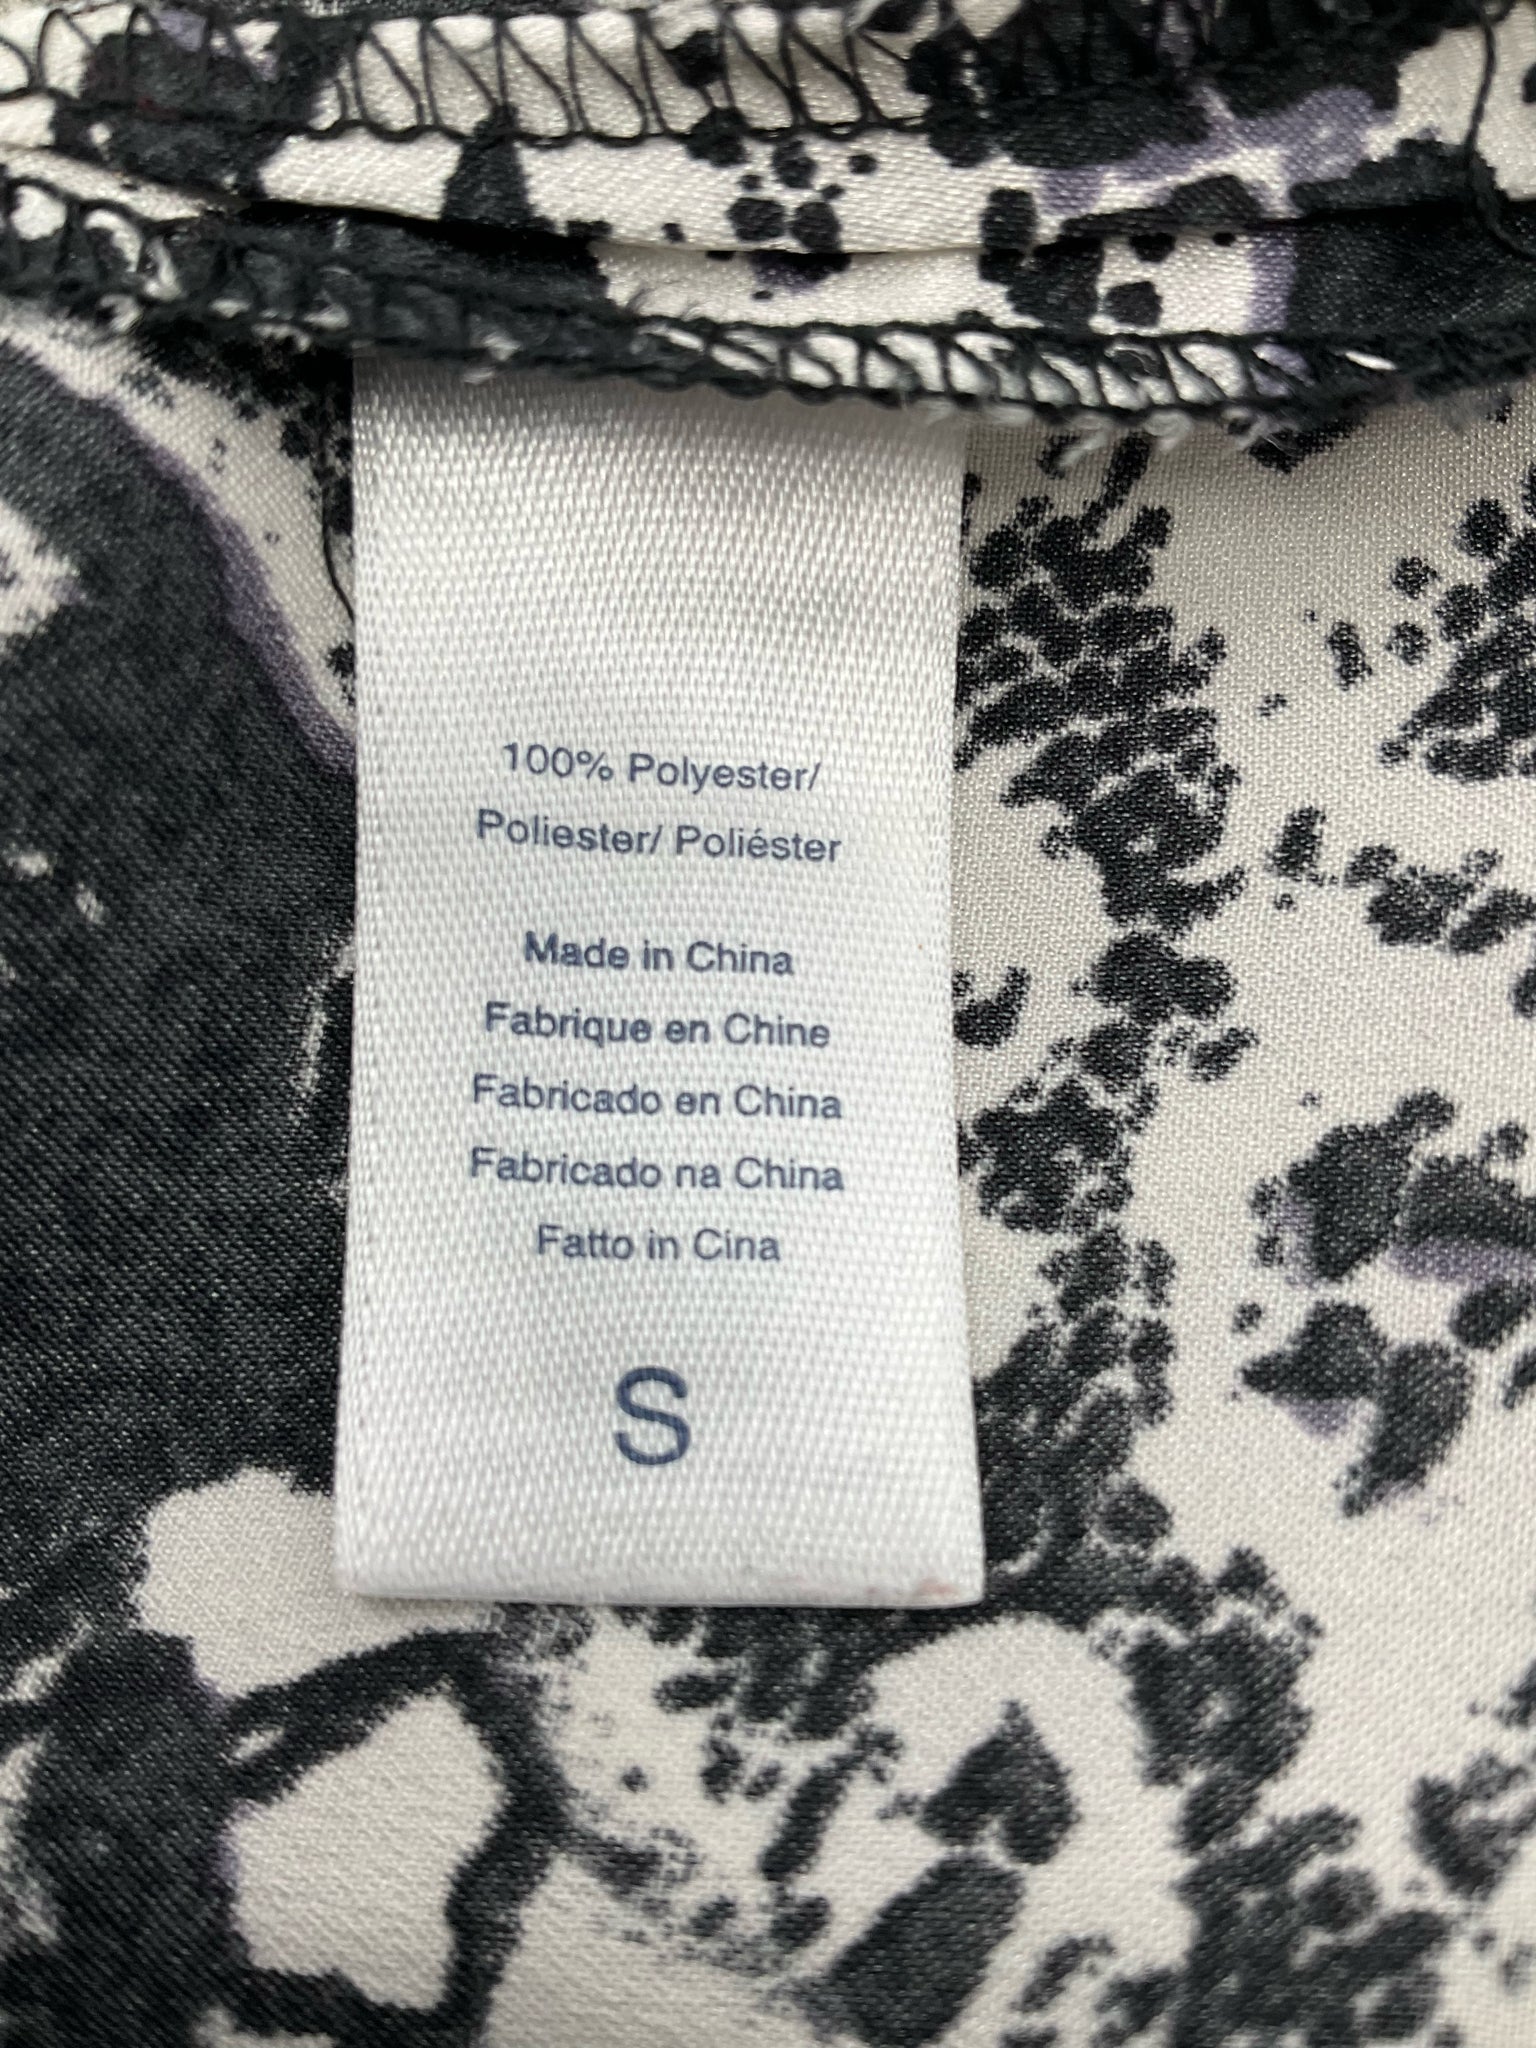 100% Polyester/
Poliester/ Poliéster
Made in China
Fabrique en Chine
Fabricado en China
Fabricado na China
Fatto in Cina
S